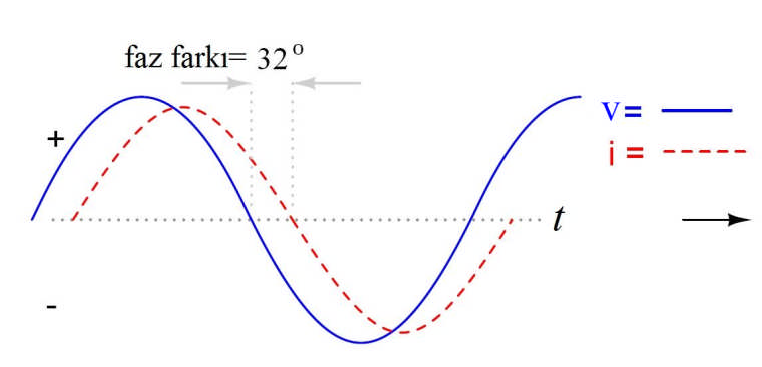 faz farkı= 32°
v =
+
i =
t
-